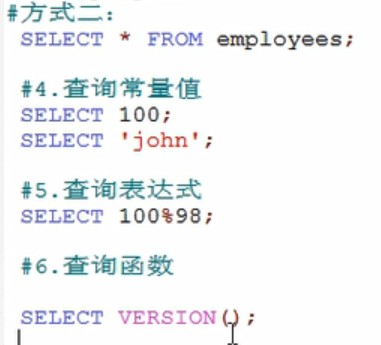 #方式二：
SELECT * FROM employees;
#4.查询常量值
SELECT 100;
SELECT 'john';
#5.查询表达式
SELECT 100%98;
#6.查询函数
SELECT VERSION();